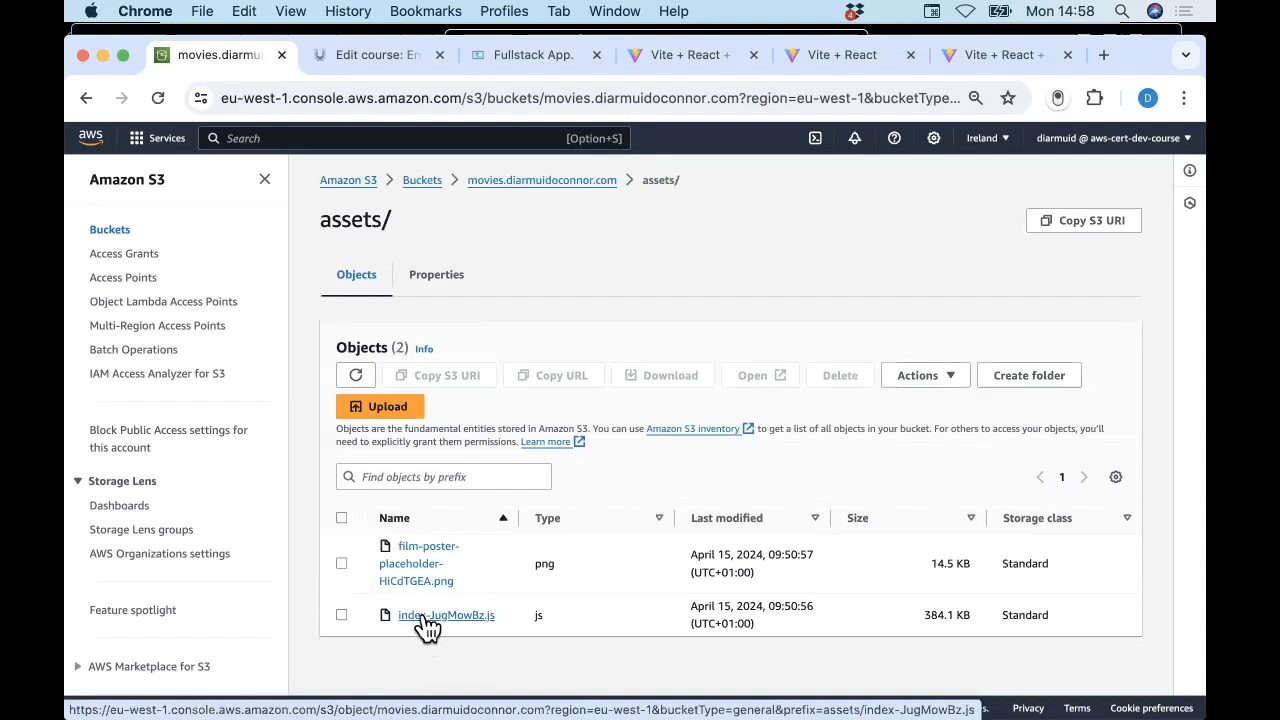 Chrome File Edit View History Bookmarks Profiles Tab Window Help 4 Mon 14:58
movies.diarmui Edit course: En Fullstack App. Vite + React + Vite + React Vite + React +
eu-west-1.console.aws.amazon.com/s3/buckets/movies.diarmuidoconnor.com?region=eu-west-1&bucketType... D
aws Services Search [Option+S] Ireland ▼ diarmuid @ aws-cert-dev-course ▼
Amazon S3
Buckets
Access Grants
Access Points
Object Lambda Access Points
Multi-Region Access Points
Batch Operations
IAM Access Analyzer for S3
Block Public Access settings for
this account
Storage Lens
Dashboards
Storage Lens groups
AWS Organizations settings
Feature spotlight
AWS Marketplace for S3
Amazon S3 > Buckets > movies.diarmuidoconnor.com > assets/
assets/
Copy S3 URI
Objects Properties
Objects (2) Info
Copy S3 URI Copy URL Download Open Delete Actions ▼ Create folder
Upload
Objects are the fundamental entities stored in Amazon S3. You can use Amazon S3 inventory to get a list of all objects in your bucket. For others to access your objects, you'll
need to explicitly grant them permissions. Learn more
Find objects by prefix
1
Name Type Last modified Size Storage class
film-poster-
placeholder-
HiCdTGEA.png
png
April 15, 2024, 09:50:57
(UTC+01:00)
14.5 KB
Standard
index-JugMowBz.js
js
April 15, 2024, 09:50:56
(UTC+01:00)
384.1 KB
Standard
https://eu-west-1.console.aws.amazon.com/s3/object/movies.diarmuidoconnor.com?region=eu-west-1&bucketType=general&prefix=assets/index-JugMowBz.js
s. Privacy Terms Cookie preferences